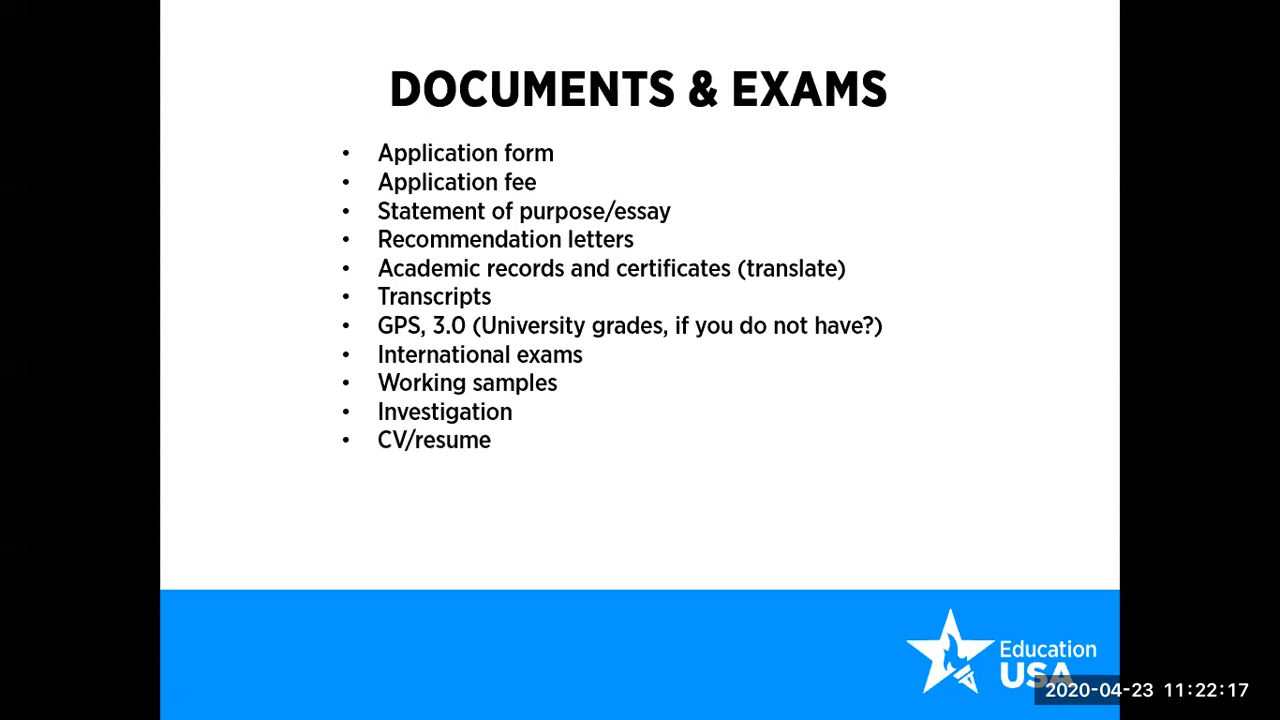 DOCUMENTS & EXAMS
• Application form
• Application fee
• Statement of purpose/essay
• Recommendation letters
• Academic records and certificates (translate)
• Transcripts
• GPS, 3.0 (University grades, if you do not have?)
• International exams
• Working samples
• Investigation
• CV/resume
Education
USA
2020-04-23 11:22:17